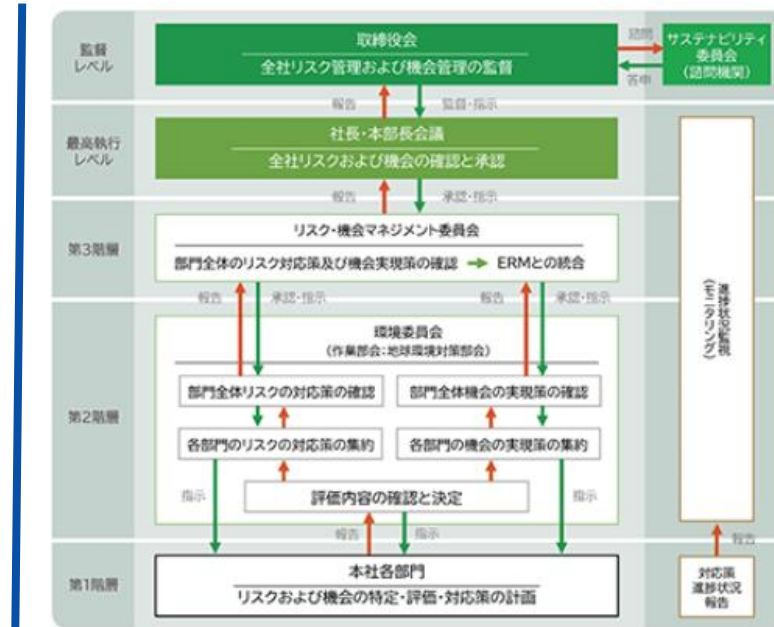 監督
レベル
取締役会
全社リスク管理および機会管理の監督
諮問
答申
サステナビリティ
委員会
(諮問機関)
報告
監督・指示
最高執行
レベル
社長・本部長会議
全社リスクおよび機会の確認と承認
報告
承認・指示
第3階層
リスク・機会マネジメント委員会
部門全体のリスク対応策及び機会実現策の確認 ➡ ERMとの統合
報告
承認・指示
報告
承認・指示
第2階層
環境委員会
(作業部会:地球環境対策部会)
部門全体リスクの対応策の確認
部門全体機会の実現策の確認
各部門のリスクの対応策の集約
各部門の機会の実現策の集約
指示
評価内容の確認と決定
指示
報告
指示
進捗状況監視
(モニタリング)
報告
第1階層
本社各部門
リスクおよび機会の特定・評価・対応策の計画
対応策
進捗状況
報告